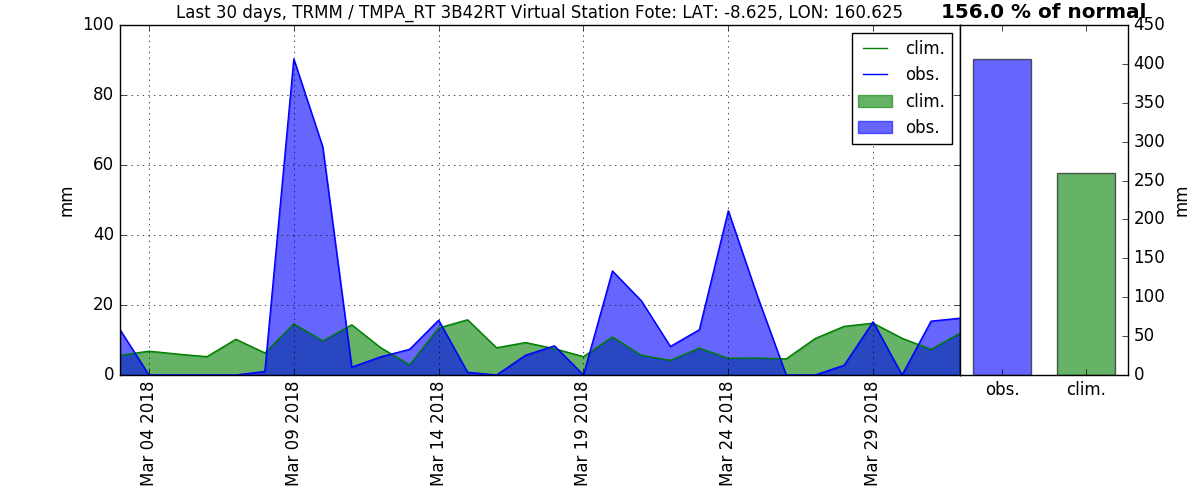 Last 30 days, TRMM / TMPA_RT 3B42RT Virtual Station Fote: LAT: -8.625, LON: 160.625
156.0 % of normal
clim.
obs.
clim.
obs.
100
80
60
40
20
0
mm
Mar 04 2018
Mar 09 2018
Mar 14 2018
Mar 19 2018
Mar 24 2018
Mar 29 2018
450
400
350
300
250
200
150
100
50
0
mm
obs.
clim.